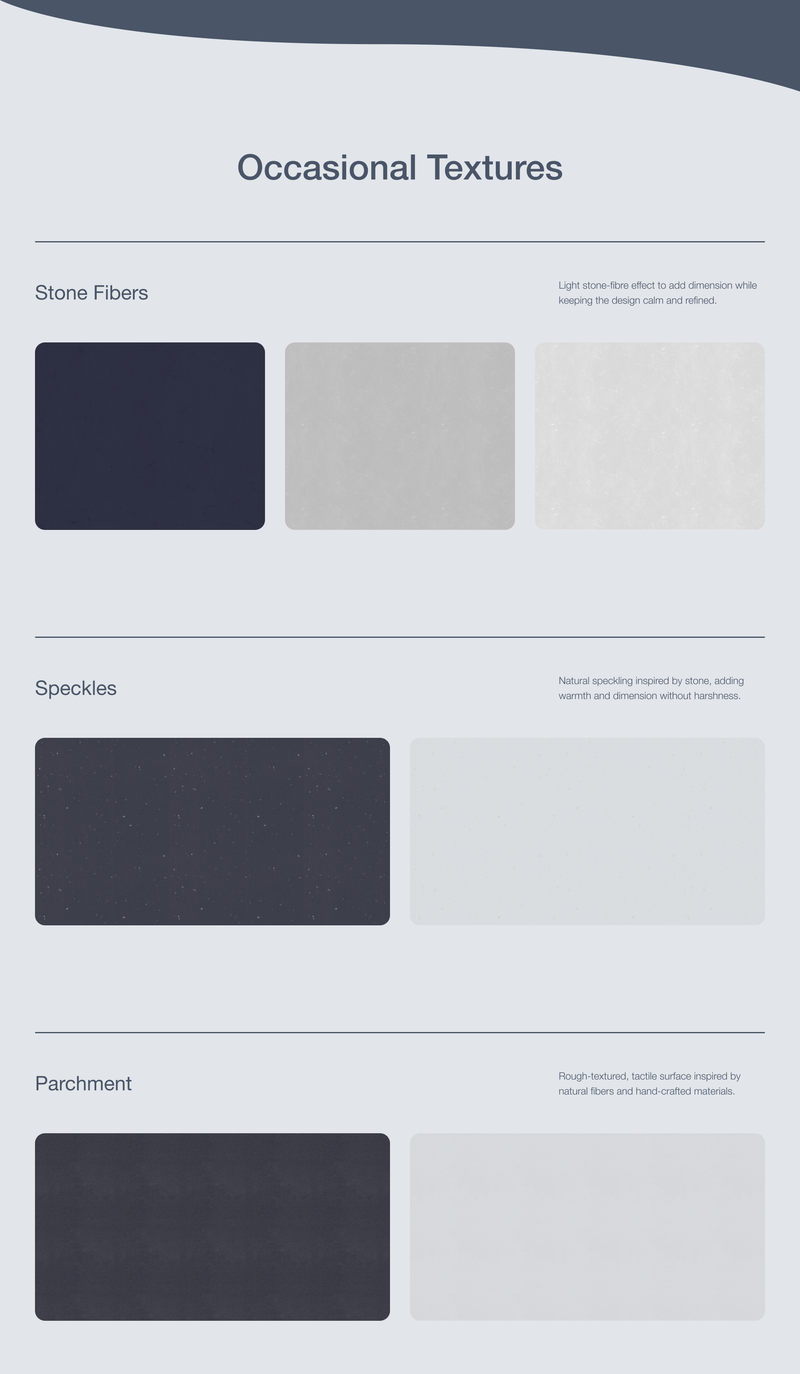 Occasional Textures
Stone Fibers
Light stone-fibre effect to add dimension while
keeping the design calm and refined.
Speckles
Natural speckling inspired by stone, adding
warmth and dimension without harshness.
Parchment
Rough-textured, tactile surface inspired by
natural fibers and hand-crafted materials.